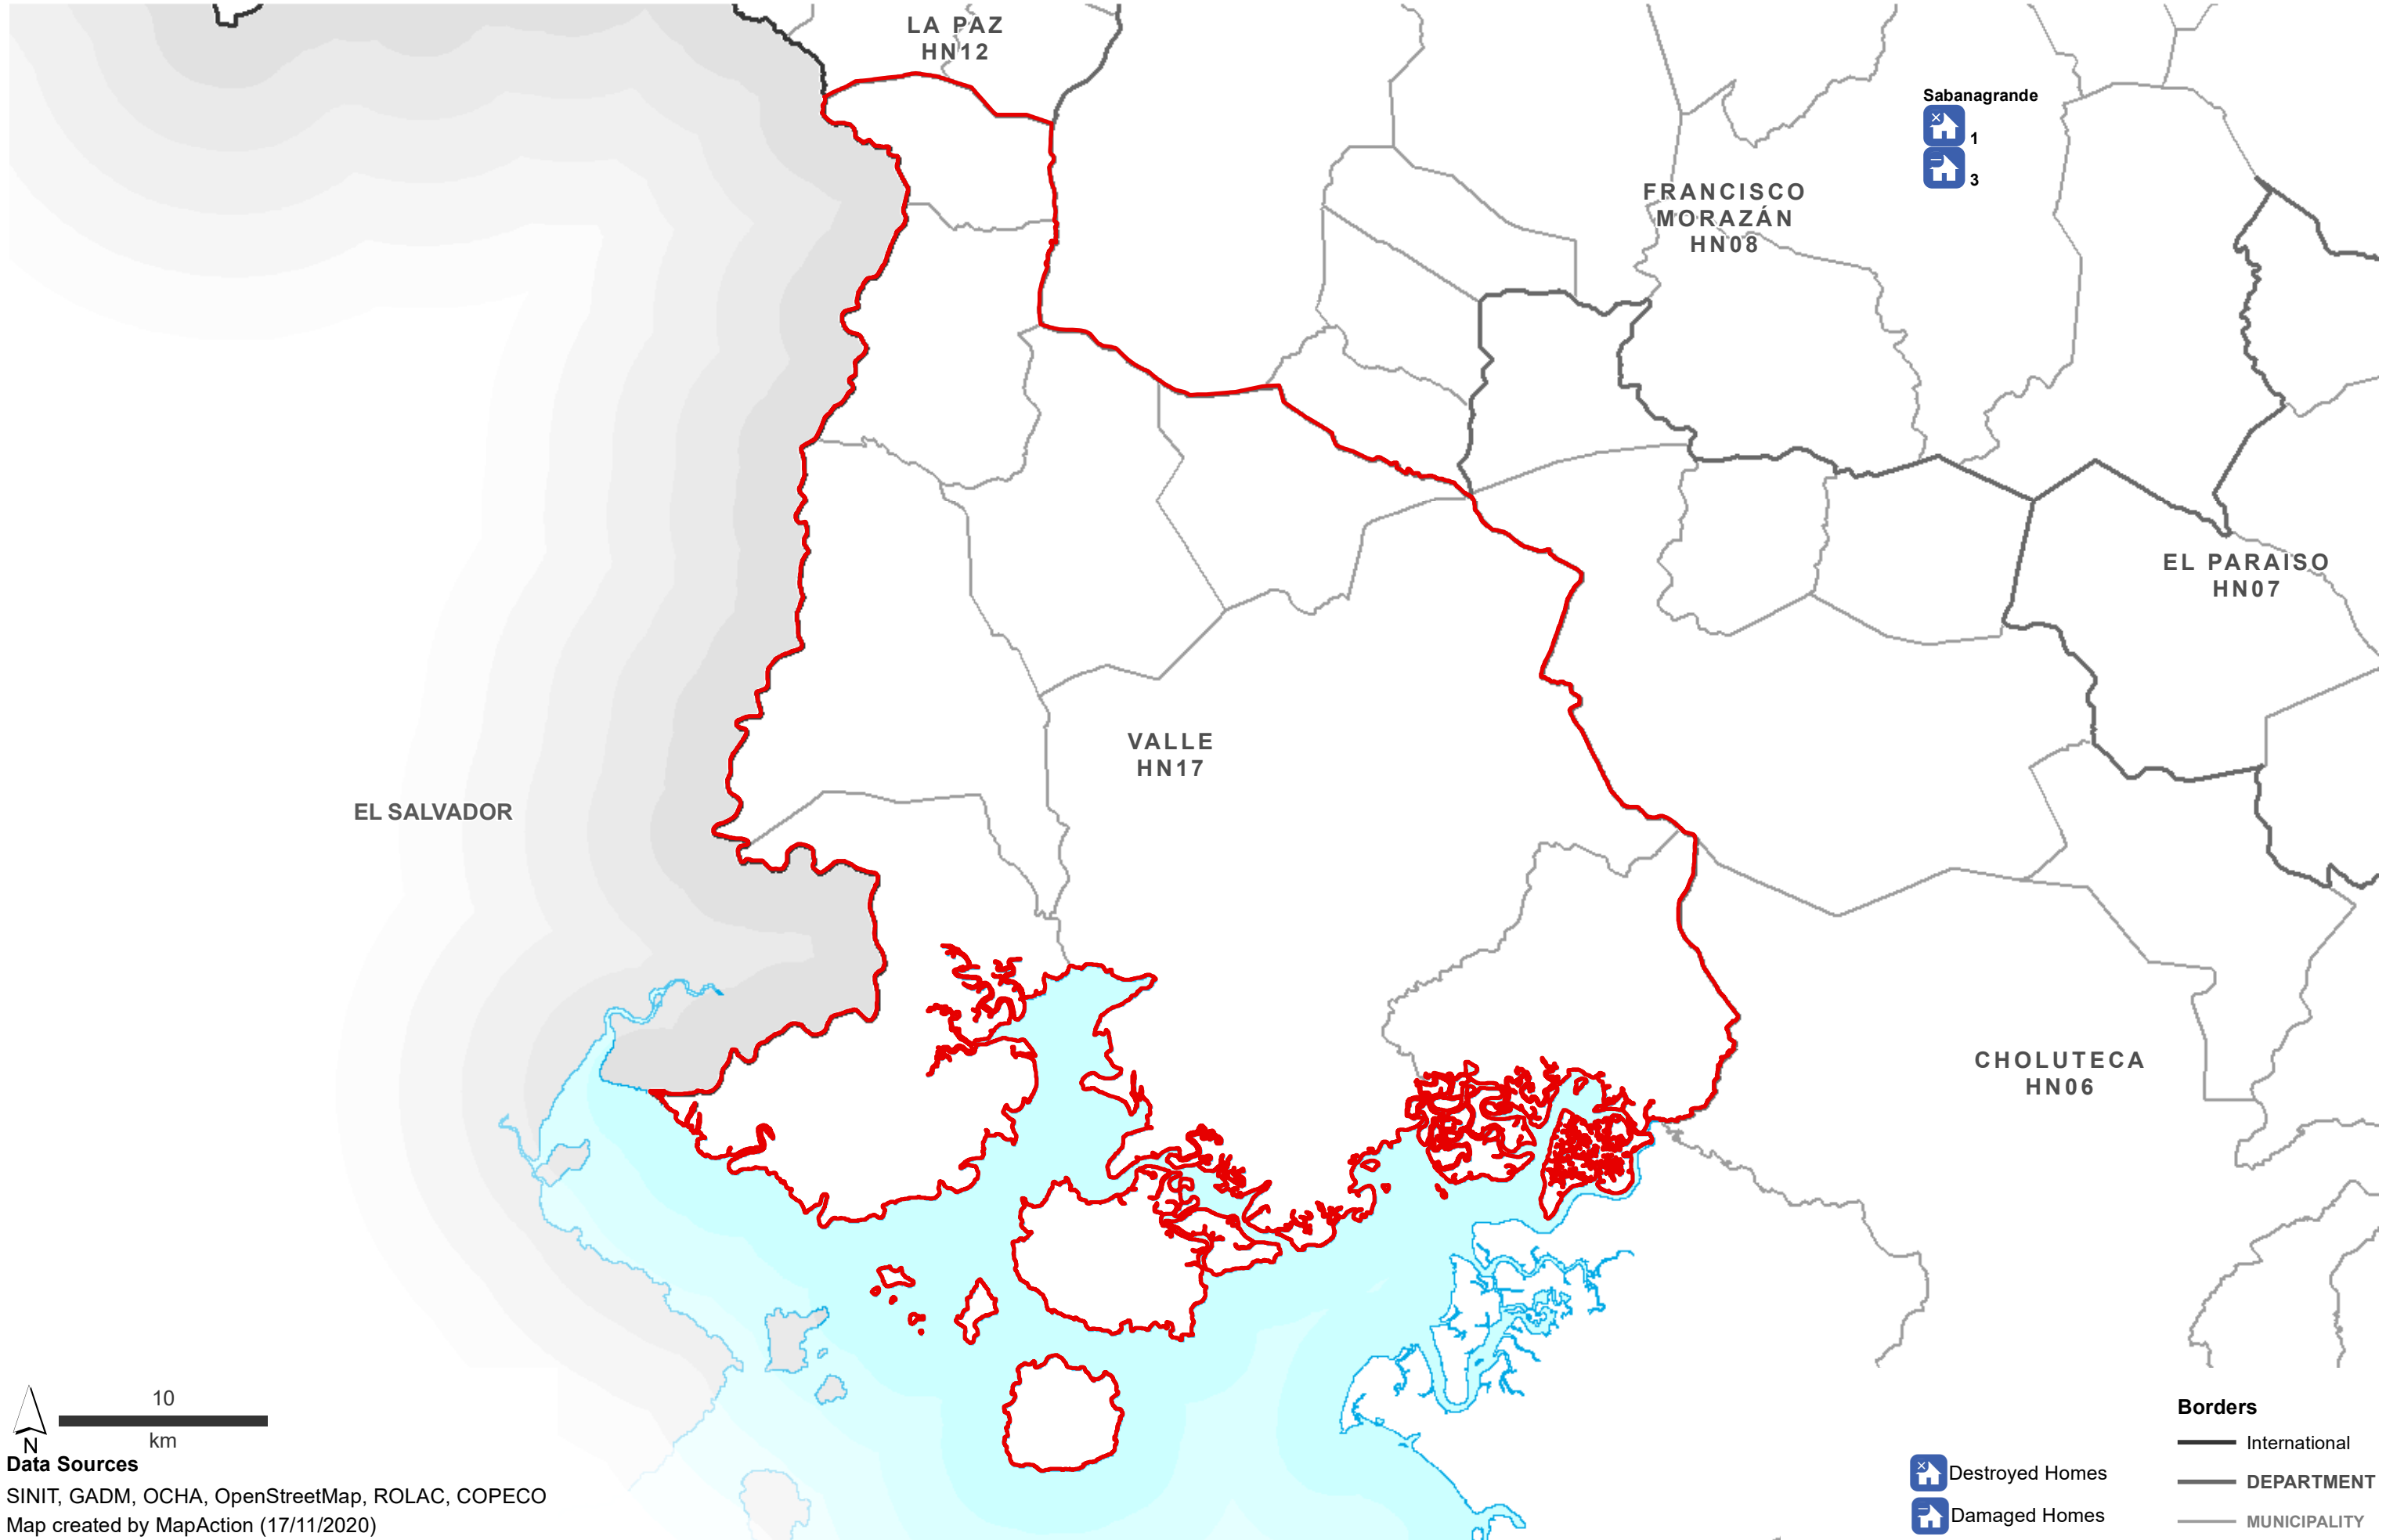 LA PAZ
HN12
Sabanagrande
1
3
FRANCISCO
MORAZÁN
HN08
EL PARAISO
HN07
VALLE
HN17
EL SALVADOR
CHOLUTECA
HN06
10
km
N
Data Sources
SINIT, GADM, OCHA, OpenStreetMap, ROLAC, COPECO
Map created by MapAction (17/11/2020)
Destroyed Homes
Damaged Homes
Borders
International
DEPARTMENT
MUNICIPALITY